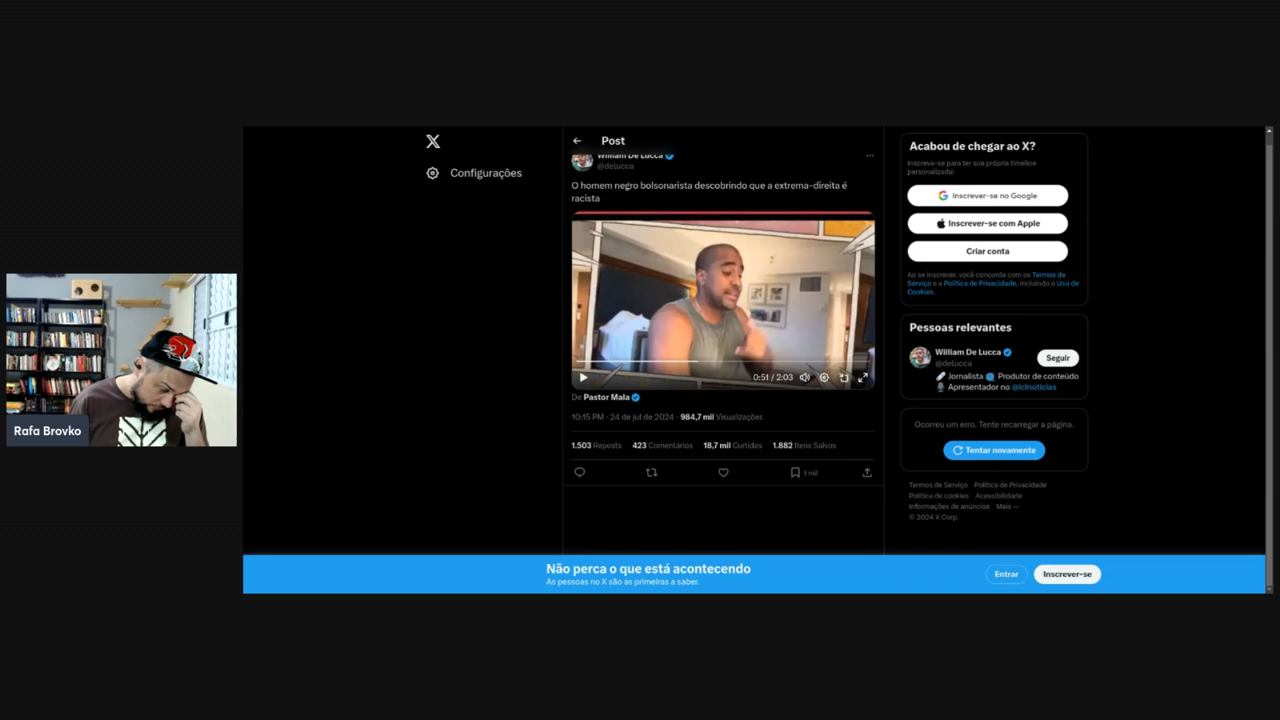 Rafa Brovko
Configurações
Post
William De Lucca
@delucca
O homem negro bolsonarista descobrindo que a extrema-direita é
racista
0:51 / 2:03
De Pastor Mala
10:15 PM · 24 de jul de 2024 · 984,7 mil Visualizações
1.503 Reposts 423 Comentários 18,7 mil Curtidas 1.882 Itens Salvos
1 mil
Acabou de chegar ao X?
Inscreva-se para ter sua própria timeline
personalizada!
Inscrever-se no Google
Inscrever-se com Apple
Criar conta
Ao se inscrever, você concorda com os Termos de
Serviço e a Política de Privacidade, incluindo o Uso de
Cookies.
Pessoas relevantes
William De Lucca
@delucca
Seguir
Jornalista Produtor de conteúdo
Apresentador no @iclnoticias
Ocorreu um erro. Tente recarregar a página.
Tentar novamente
Termos de Serviço Política de Privacidade
Política de cookies Acessibilidade
Informações de anúncios Mais ···
© 2024 X Corp.
Não perca o que está acontecendo
As pessoas no X são as primeiras a saber.
Entrar
Inscrever-se